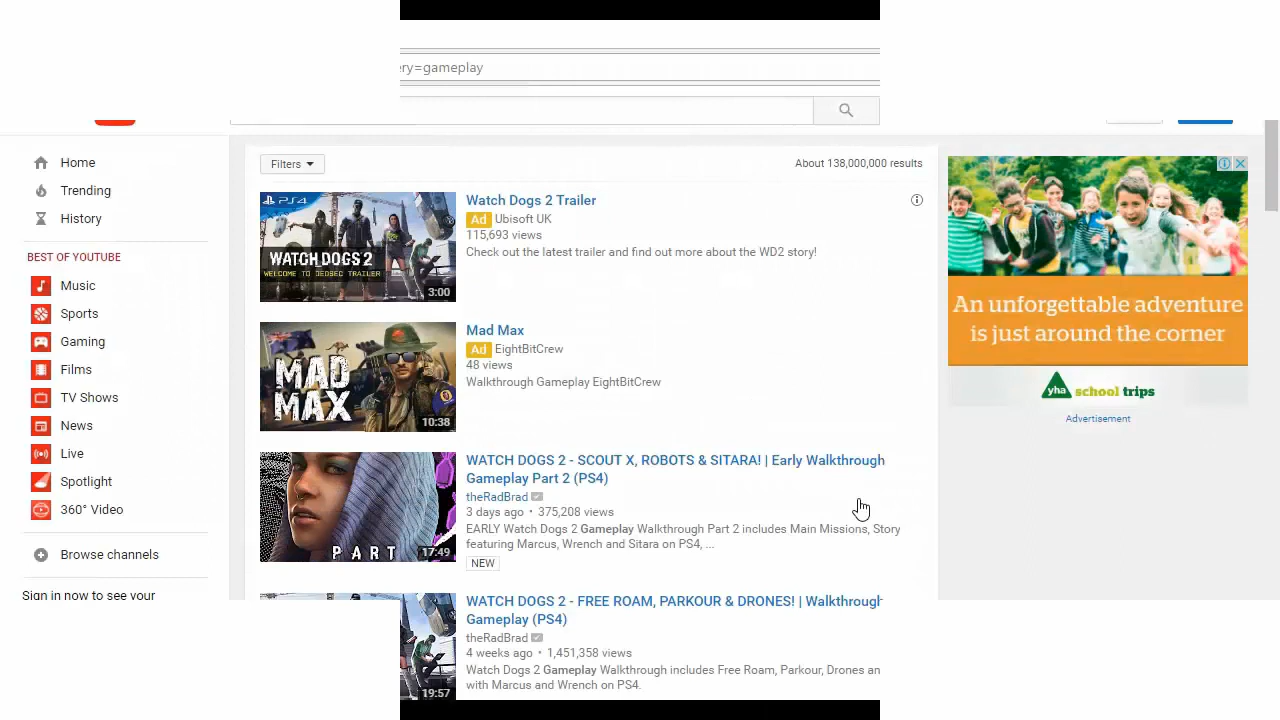 ery=gameplay
Home
Trending
History
BEST OF YOUTUBE
Music
Sports
Gaming
Films
TV Shows
News
Live
Spotlight
360° Video
Browse channels
Sign in now to see your
Filters
About 138,000,000 results
PS4
WATCH DOGS 2
WELCOME TO DEDSEC TRAILER
3:00
Watch Dogs 2 Trailer
Ad Ubisoft UK
115,693 views
Check out the latest trailer and find out more about the WD2 story!
MAD
MAX
10:38
Mad Max
Ad EightBitCrew
48 views
Walkthrough Gameplay EightBitCrew
PART
17:49
WATCH DOGS 2 - SCOUT X, ROBOTS & SITARA! | Early Walkthrough
Gameplay Part 2 (PS4)
theRadBrad
3 days ago • 375,208 views
EARLY Watch Dogs 2 Gameplay Walkthrough Part 2 includes Main Missions, Story
featuring Marcus, Wrench and Sitara on PS4, ...
NEW
19:57
WATCH DOGS 2 - FREE ROAM, PARKOUR & DRONES! | Walkthrough
Gameplay (PS4)
theRadBrad
4 weeks ago • 1,451,358 views
Watch Dogs 2 Gameplay Walkthrough includes Free Roam, Parkour, Drones an
with Marcus and Wrench on PS4.
An unforgettable adventure
is just around the corner
yha school trips
Advertisement